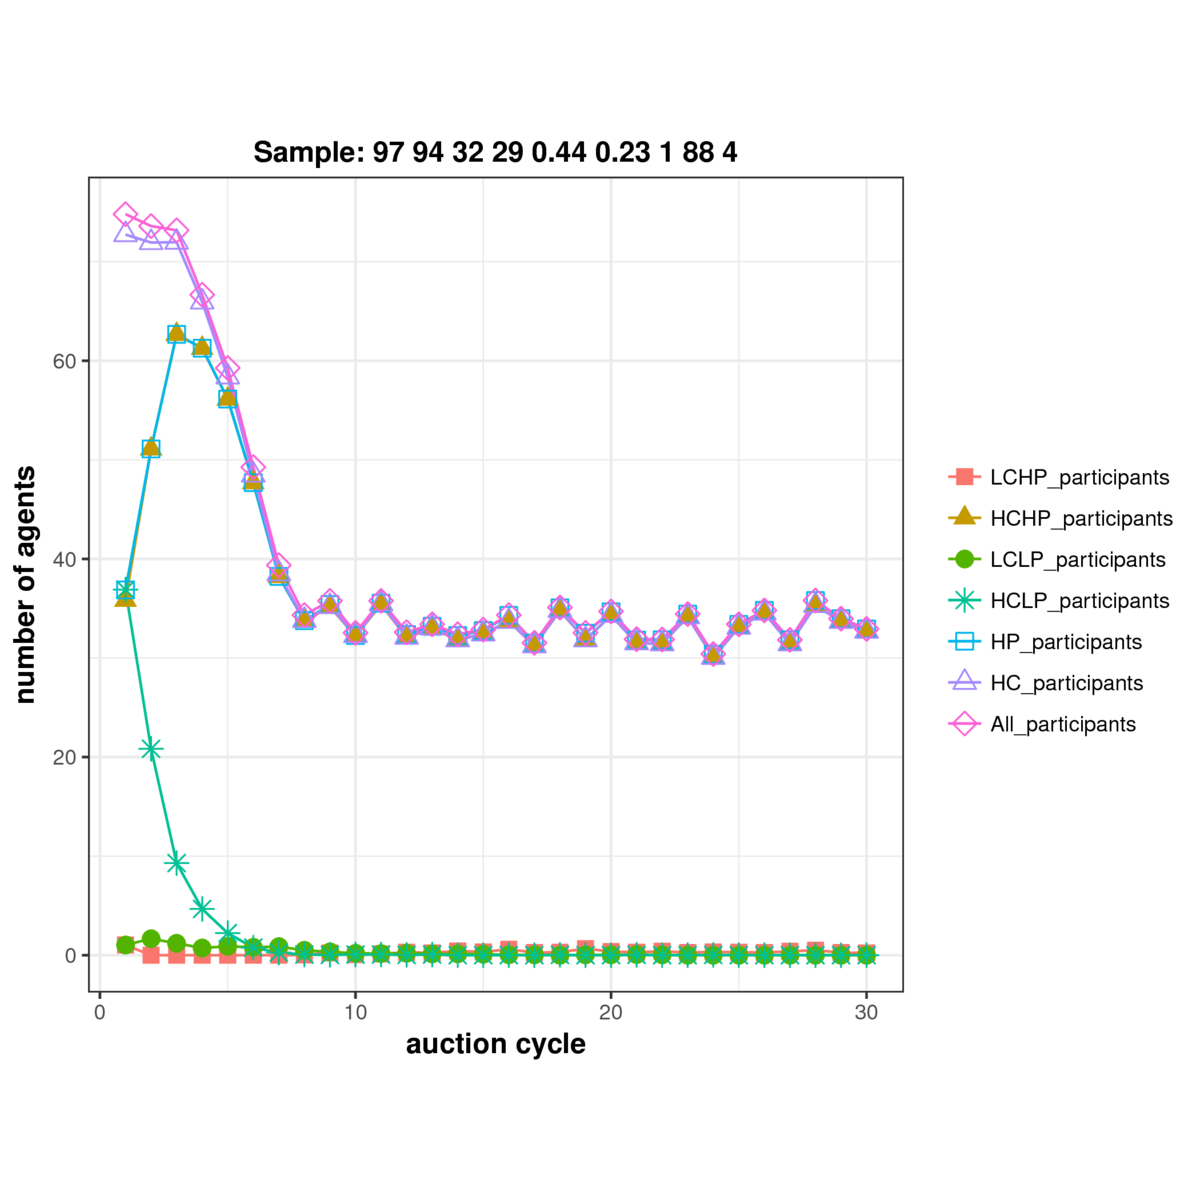 Sample: 97 94 32 29 0.44 0.23 1 88 4
60
40
20
0
0 10 20 30
number of agents
auction cycle
LCHP_participants
HCHP_participants
LCLP_participants
HCLP_participants
HP_participants
HC_participants
All_participants